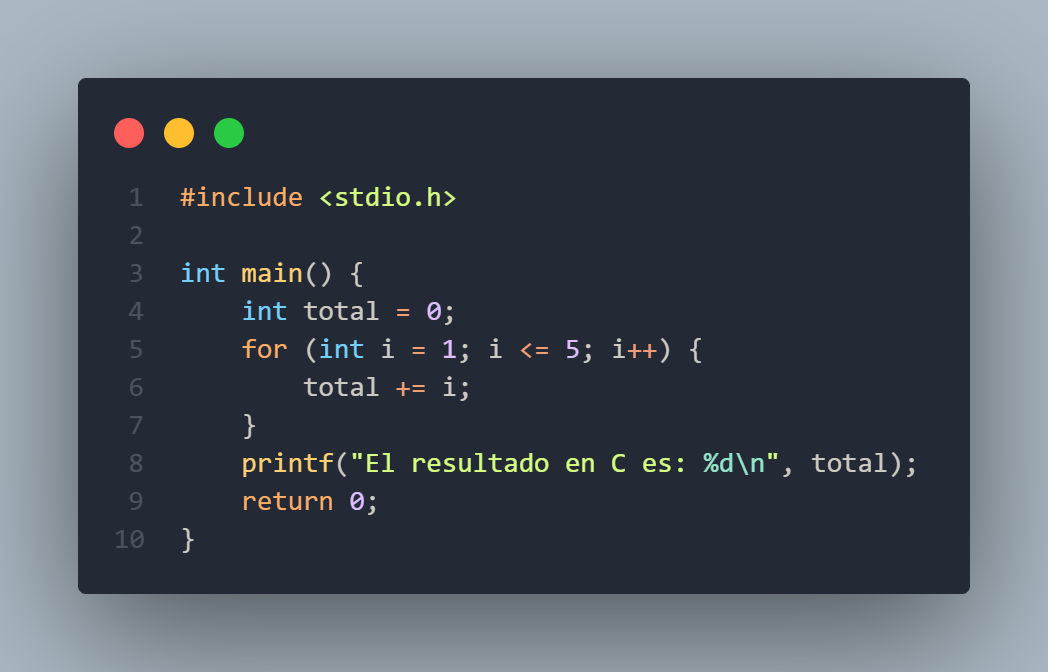 1 #include <stdio.h>
2
3 int main() {
4     int total = 0;
5     for (int i = 1; i <= 5; i++) {
6         total += i;
7     }
8     printf("El resultado en C es: %d\n", total);
9     return 0;
10 }